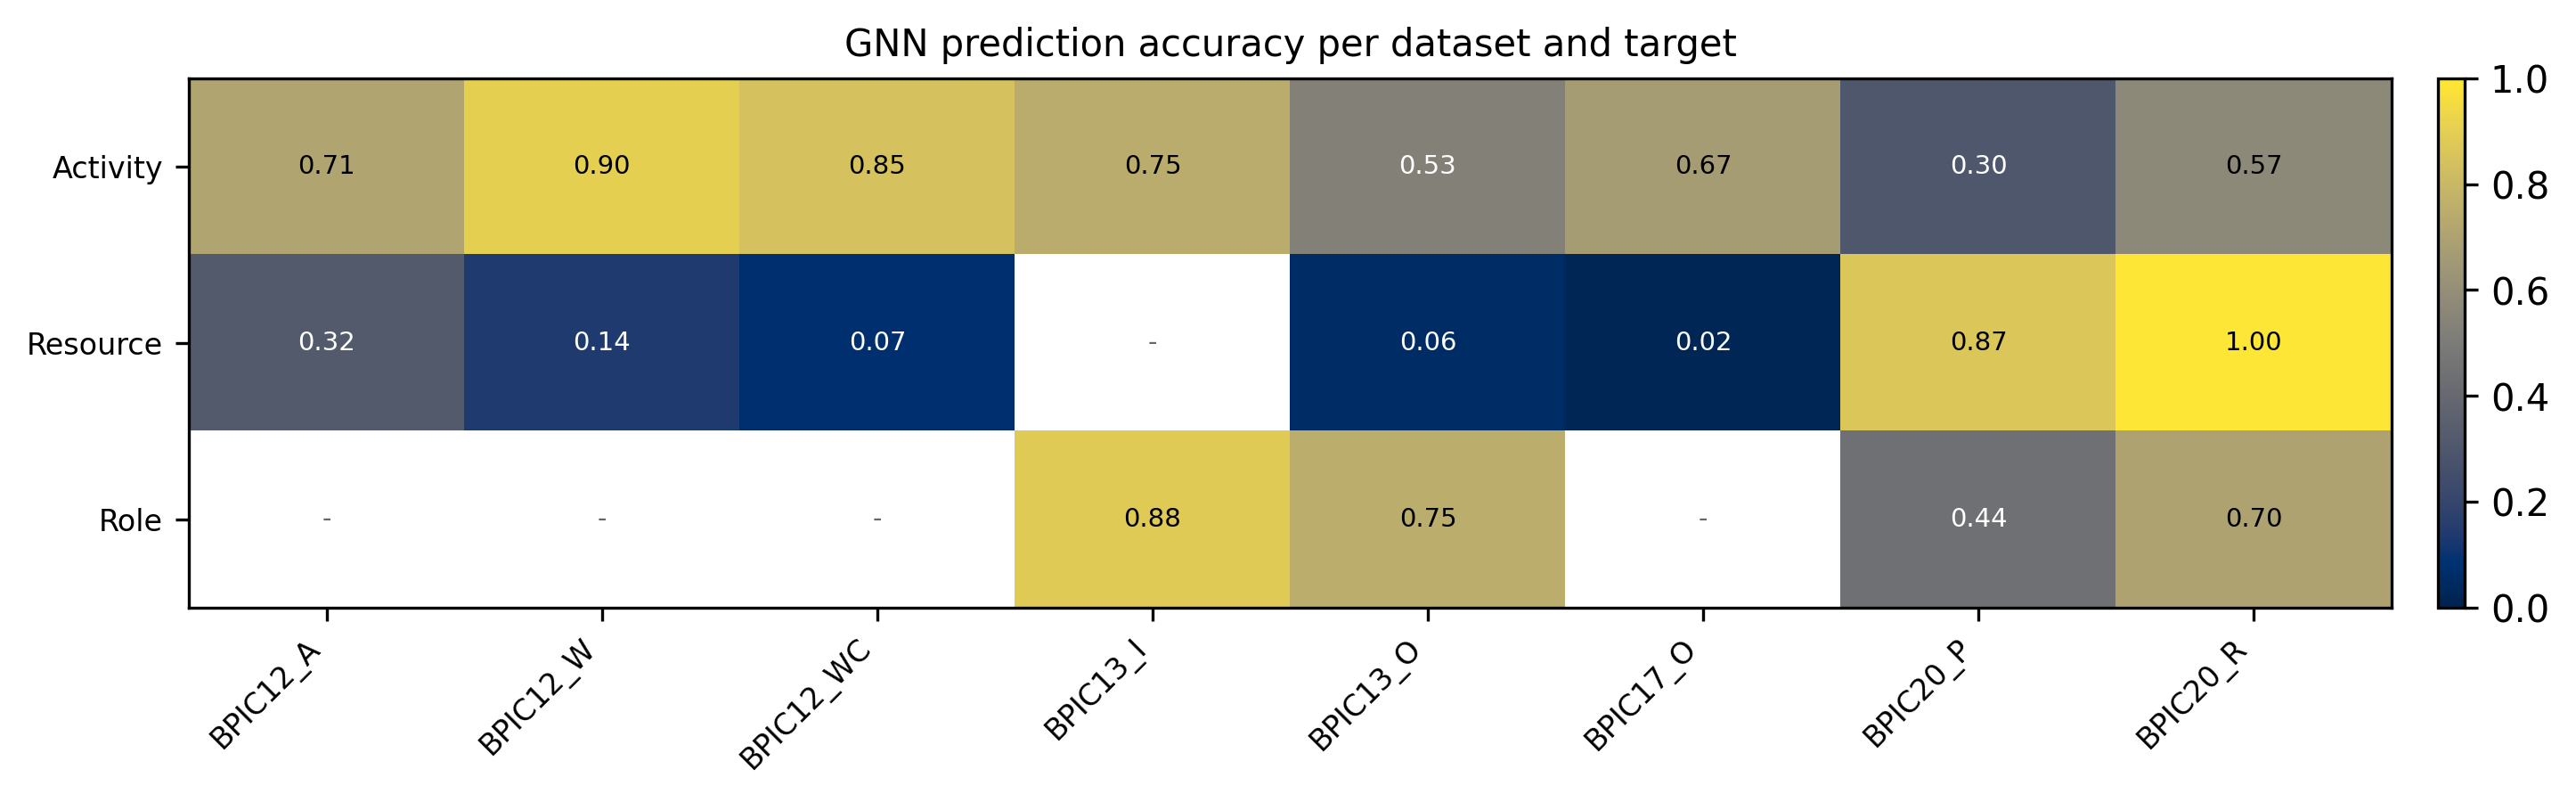 GNN prediction accuracy per dataset and target
Activity 0.71 0.90 0.85 0.75 0.53 0.67 0.30 0.57
Resource 0.32 0.14 0.07 - 0.06 0.02 0.87 1.00
Role - - - 0.88 0.75 - 0.44 0.70
BPIC12_A BPIC12_W BPIC12_WC BPIC13_I BPIC13_O BPIC17_O BPIC20_P BPIC20_R
1.0
0.8
0.6
0.4
0.2
0.0